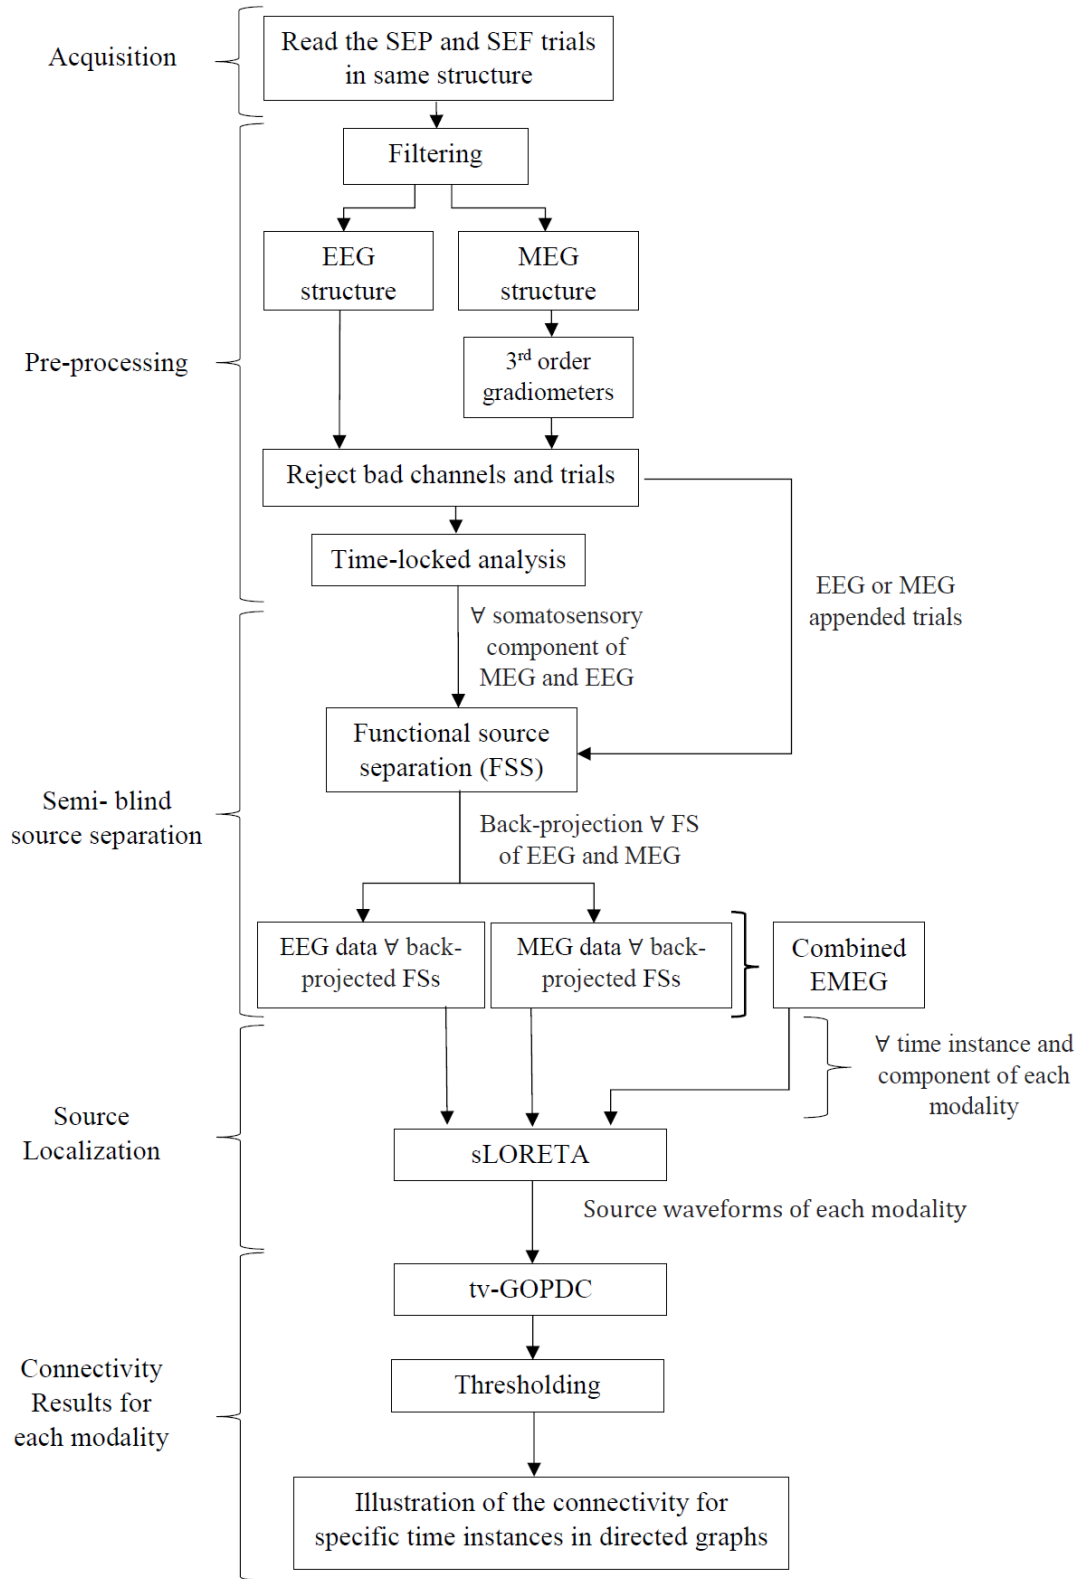 Acquisition
Read the SEP and SEF trials
in same structure
Pre-processing
Filtering
EEG
structure
MEG
structure
3rd order
gradiometers
Reject bad channels and trials
Time-locked analysis
EEG or MEG
appended trials
∀ somatosensory
component of
MEG and EEG
Semi- blind
source separation
Functional source
separation (FSS)
Back-projection ∀ FS
of EEG and MEG
EEG data ∀ back-
projected FSs
MEG data ∀ back-
projected FSs
Combined
EMEG
∀ time instance and
component of each
modality
Source
Localization
sLORETA
Source waveforms of each modality
Connectivity
Results for
each modality
tv-GOPDC
Thresholding
Illustration of the connectivity for
specific time instances in directed graphs